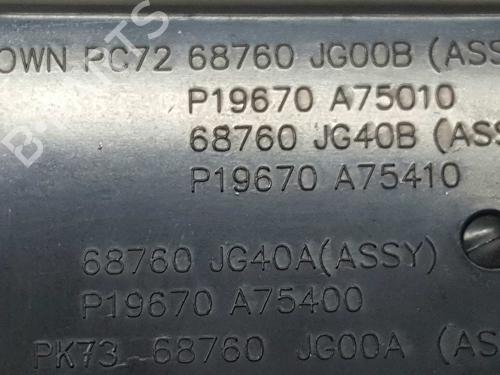 OWN PC72 68760 JG00B (ASS
P19670 A75010
68760 JG40B (ASS
P19670 A75410
68760 JG40A(ASSY)
P19670 A75400
PK73 68760 JG00A (AS